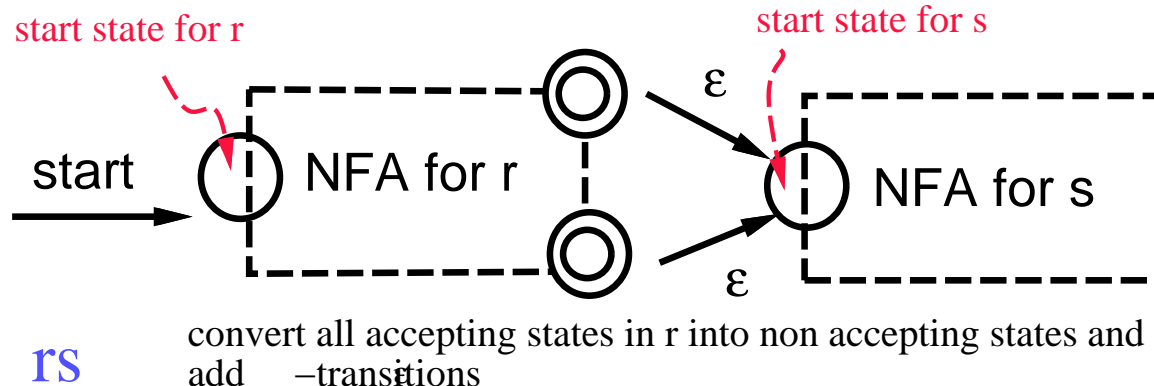 start state for r
start state for s
ε
start
NFA for r
NFA for s
ε
convert all accepting states in r into non accepting states and
rs
add ε–transitions